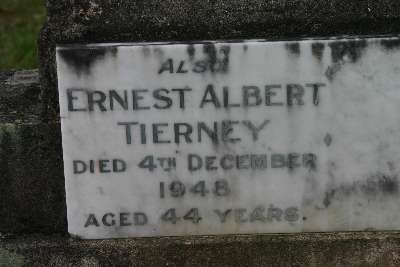 ALSO
ERNEST ALBERT
TIERNEY
DIED 4TH DECEMBER
1948
AGED 44 YEARS.